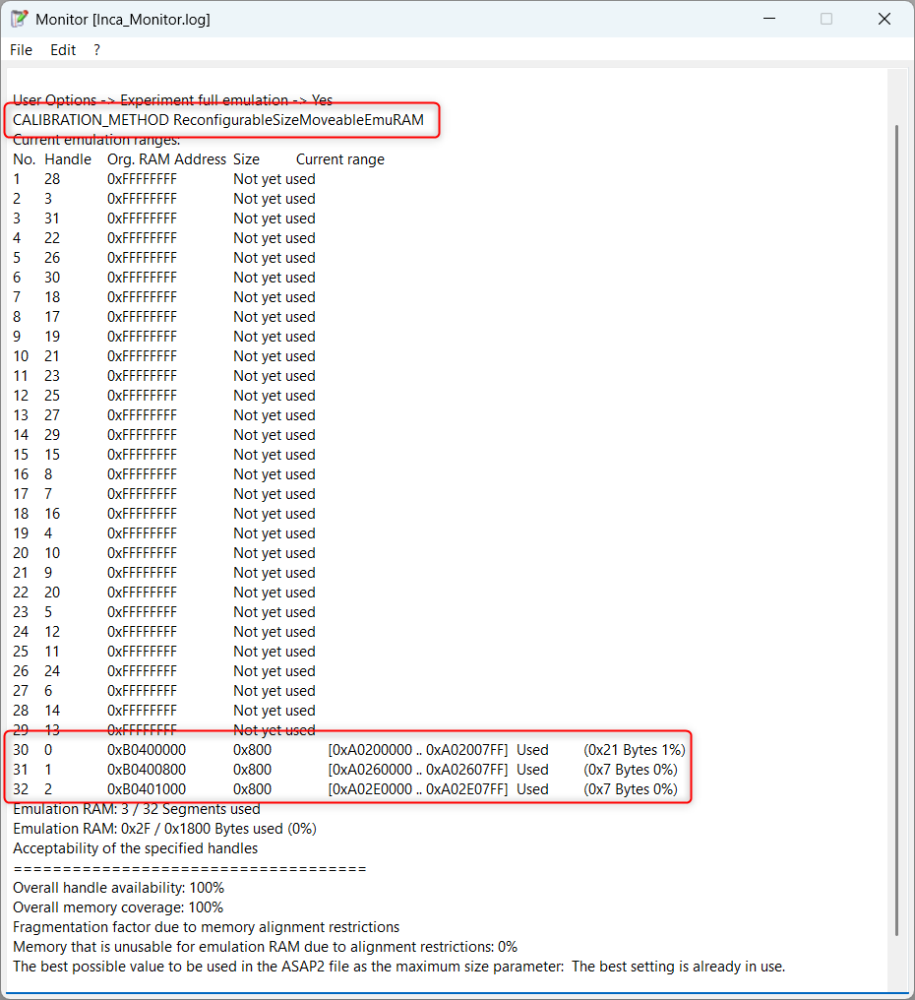 Monitor [Inca_Monitor.log]
File Edit ?
User Options -> Experiment full emulation -> Yes
CALIBRATION_METHOD ReconfigurableSizeMoveableEmuRAM
Current emulation ranges:
No. Handle Org. RAM Address Size Current range
1 28 0xFFFFFFFF Not yet used
2 3 0xFFFFFFFF Not yet used
3 31 0xFFFFFFFF Not yet used
4 22 0xFFFFFFFF Not yet used
5 26 0xFFFFFFFF Not yet used
6 30 0xFFFFFFFF Not yet used
7 18 0xFFFFFFFF Not yet used
8 17 0xFFFFFFFF Not yet used
9 19 0xFFFFFFFF Not yet used
10 21 0xFFFFFFFF Not yet used
11 23 0xFFFFFFFF Not yet used
12 25 0xFFFFFFFF Not yet used
13 27 0xFFFFFFFF Not yet used
14 29 0xFFFFFFFF Not yet used
15 15 0xFFFFFFFF Not yet used
16 8 0xFFFFFFFF Not yet used
17 7 0xFFFFFFFF Not yet used
18 16 0xFFFFFFFF Not yet used
19 4 0xFFFFFFFF Not yet used
20 10 0xFFFFFFFF Not yet used
21 9 0xFFFFFFFF Not yet used
22 20 0xFFFFFFFF Not yet used
23 5 0xFFFFFFFF Not yet used
24 12 0xFFFFFFFF Not yet used
25 11 0xFFFFFFFF Not yet used
26 24 0xFFFFFFFF Not yet used
27 6 0xFFFFFFFF Not yet used
28 14 0xFFFFFFFF Not yet used
29 13 0xFFFFFFFF Not yet used
30 0 0xB0400000 0x800 [0xA0200000 .. 0xA02007FF] Used (0x21 Bytes 1%)
31 1 0xB0400800 0x800 [0xA0260000 .. 0xA02607FF] Used (0x7 Bytes 0%)
32 2 0xB0401000 0x800 [0xA02E0000 .. 0xA02E07FF] Used (0x7 Bytes 0%)
Emulation RAM: 3 / 32 Segments used
Emulation RAM: 0x2F / 0x1800 Bytes used (0%)
Acceptability of the specified handles
====================================
Overall handle availability: 100%
Overall memory coverage: 100%
Fragmentation factor due to memory alignment restrictions
Memory that is unusable for emulation RAM due to alignment restrictions: 0%
The best possible value to be used in the ASAP2 file as the maximum size parameter: The best setting is already in use.